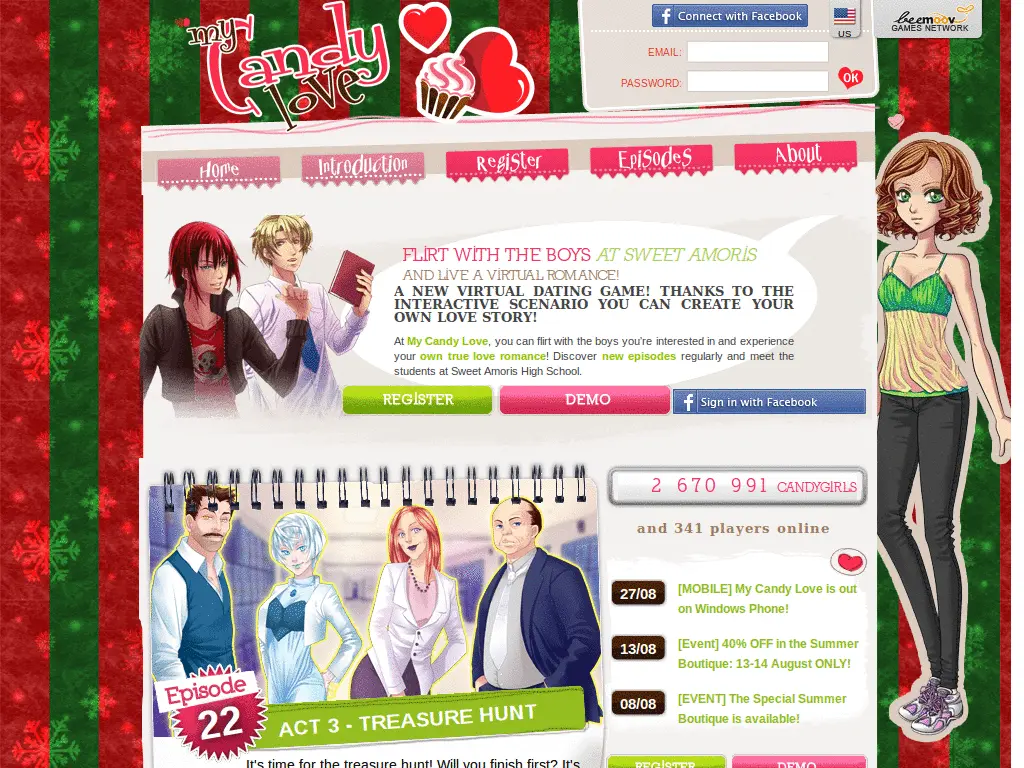 my Candy love
Connect with Facebook
US
beemoov
GAMES NETWORK
EMAIL:
PASSWORD:
OK
Home
Introduction
Register
Episodes
About
FLIRT WITH THE BOYS AT SWEET AMORIS
AND LIVE A VIRTUAL ROMANCE!
A NEW VIRTUAL DATING GAME! THANKS TO THE
INTERACTIVE SCENARIO YOU CAN CREATE YOUR
OWN LOVE STORY!
At My Candy Love, you can flirt with the boys you're interested in and experience
your own true love romance! Discover new episodes regularly and meet the
students at Sweet Amoris High School.
REGISTER
DEMO
Sign in with Facebook
2 670 991 CANDYGIRLS
and 341 players online
27/08
[MOBILE] My Candy Love is out
on Windows Phone!
13/08
[Event] 40% OFF in the Summer
Boutique: 13-14 August ONLY!
08/08
[EVENT] The Special Summer
Boutique is available!
Episode
22
ACT 3 - TREASURE HUNT
It's time for the treasure hunt! Will you finish first? It's
REGISTER
DEMO